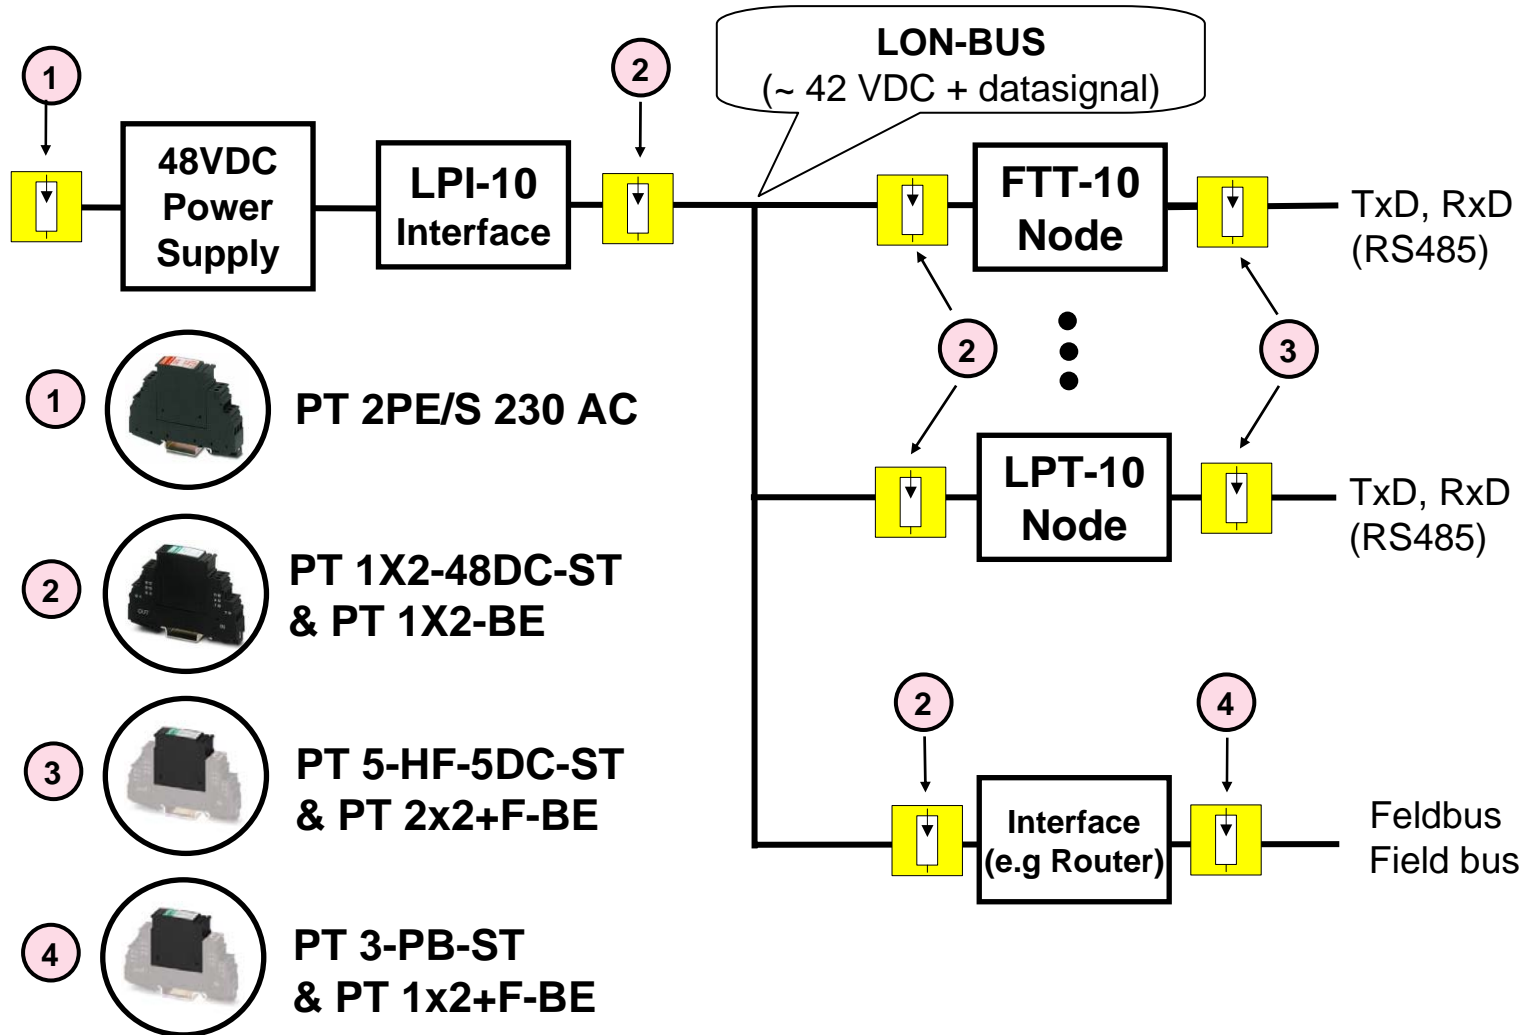 1
2
LON-BUS
(~ 42 VDC + datasignal)
48VDC
Power
Supply
LPI-10
Interface
FTT-10
Node
TxD, RxD
(RS485)
2
3
1
PT 2PE/S 230 AC
LPT-10
Node
TxD, RxD
(RS485)
2
PT 1X2-48DC-ST
& PT 1X2-BE
2
4
3
PT 5-HF-5DC-ST
& PT 2x2+F-BE
Interface
(e.g Router)
Feldbus
Field bus
4
PT 3-PB-ST
& PT 1x2+F-BE